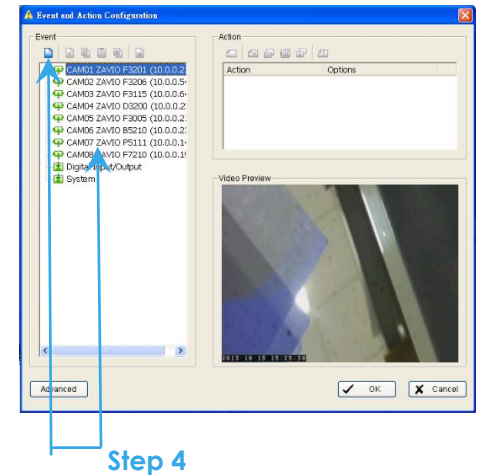 Event and Action Configuration
Event
Action
Action Options
CAM01 ZAVIO F3201 (10.0.0.2
CAM02 ZAVIO F3206 (10.0.0.5
CAM03 ZAVIO F3115 (10.0.0.6
CAM04 ZAVIO D3200 (10.0.0.2
CAM05 ZAVIO F3005 (10.0.0.2
CAM06 ZAVIO B5210 (10.0.0.2
CAM07 ZAVIO P5111 (10.0.0.1
CAM08 ZAVIO F7210 (10.0.0.1
Digital Input/Output
System
Video Preview
2015-10-15 15:25:50
Advanced
OK
Cancel
Step 4